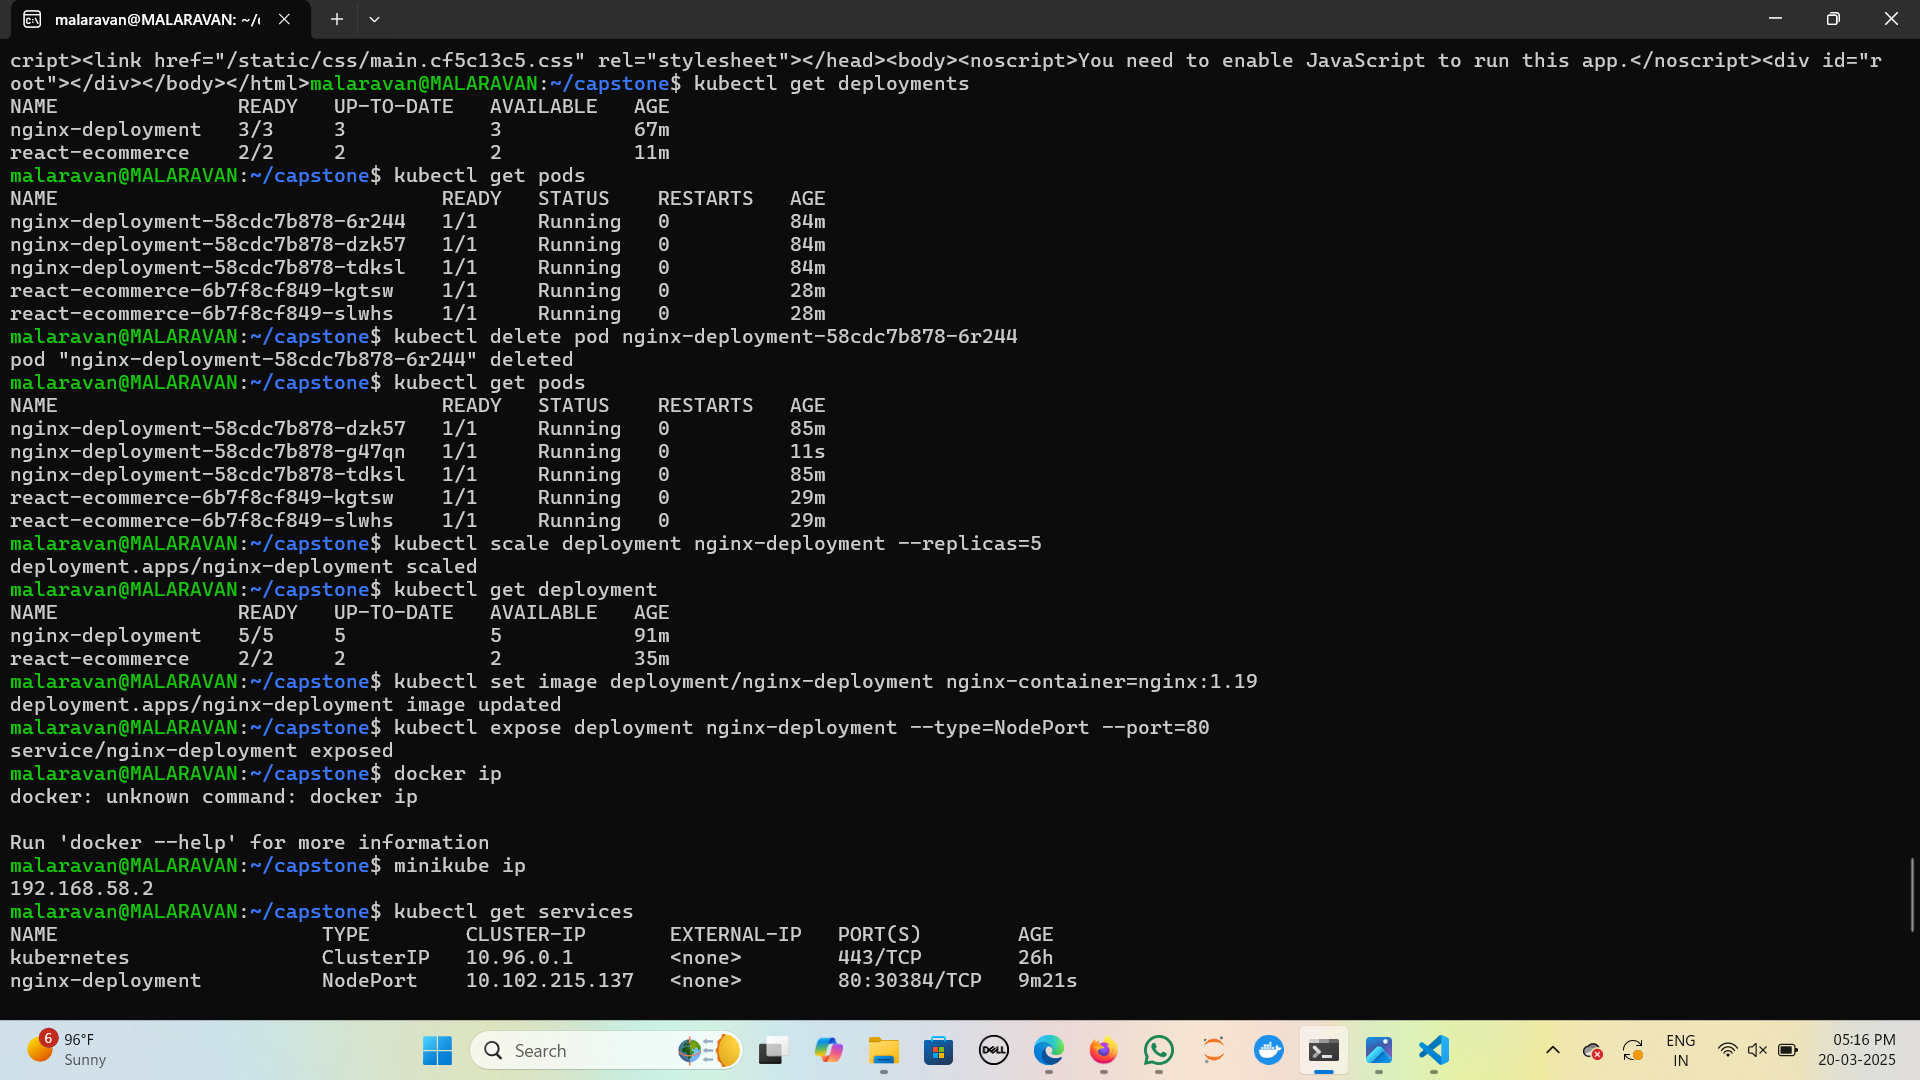 malaravan@MALARAVAN: ~/c
cript><link href="/static/css/main.cf5c13c5.css" rel="stylesheet"></head><body><noscript>You need to enable JavaScript to run this app.</noscript><div id="r
oot"></div></body></html>malaravan@MALARAVAN:~/capstone$ kubectl get deployments
NAME               READY   UP-TO-DATE   AVAILABLE   AGE
nginx-deployment   3/3     3            3           67m
react-ecommerce    2/2     2            2           11m
malaravan@MALARAVAN:~/capstone$ kubectl get pods
NAME                                READY   STATUS    RESTARTS   AGE
nginx-deployment-58cdc7b878-6r244   1/1     Running   0          84m
nginx-deployment-58cdc7b878-dzk57   1/1     Running   0          84m
nginx-deployment-58cdc7b878-tdksl   1/1     Running   0          84m
react-ecommerce-6b7f8cf849-kgtsw    1/1     Running   0          28m
react-ecommerce-6b7f8cf849-slwhs    1/1     Running   0          28m
malaravan@MALARAVAN:~/capstone$ kubectl delete pod nginx-deployment-58cdc7b878-6r244
pod "nginx-deployment-58cdc7b878-6r244" deleted
malaravan@MALARAVAN:~/capstone$ kubectl get pods
NAME                                READY   STATUS    RESTARTS   AGE
nginx-deployment-58cdc7b878-dzk57   1/1     Running   0          85m
nginx-deployment-58cdc7b878-g47qn   1/1     Running   0          11s
nginx-deployment-58cdc7b878-tdksl   1/1     Running   0          85m
react-ecommerce-6b7f8cf849-kgtsw    1/1     Running   0          29m
react-ecommerce-6b7f8cf849-slwhs    1/1     Running   0          29m
malaravan@MALARAVAN:~/capstone$ kubectl scale deployment nginx-deployment --replicas=5
deployment.apps/nginx-deployment scaled
malaravan@MALARAVAN:~/capstone$ kubectl get deployment
NAME               READY   UP-TO-DATE   AVAILABLE   AGE
nginx-deployment   5/5     5            5           91m
react-ecommerce    2/2     2            2           35m
malaravan@MALARAVAN:~/capstone$ kubectl set image deployment/nginx-deployment nginx-container=nginx:1.19
deployment.apps/nginx-deployment image updated
malaravan@MALARAVAN:~/capstone$ kubectl expose deployment nginx-deployment --type=NodePort --port=80
service/nginx-deployment exposed
malaravan@MALARAVAN:~/capstone$ docker ip
docker: unknown command: docker ip
Run 'docker --help' for more information
malaravan@MALARAVAN:~/capstone$ minikube ip
192.168.58.2
malaravan@MALARAVAN:~/capstone$ kubectl get services
NAME                      TYPE        CLUSTER-IP       EXTERNAL-IP   PORT(S)        AGE
kubernetes                ClusterIP   10.96.0.1        <none>        443/TCP        26h
nginx-deployment          NodePort    10.102.215.137   <none>        80:30384/TCP   9m21s
6
96°F
Sunny
Search
DELL
ENG
IN
05:16 PM
20-03-2025